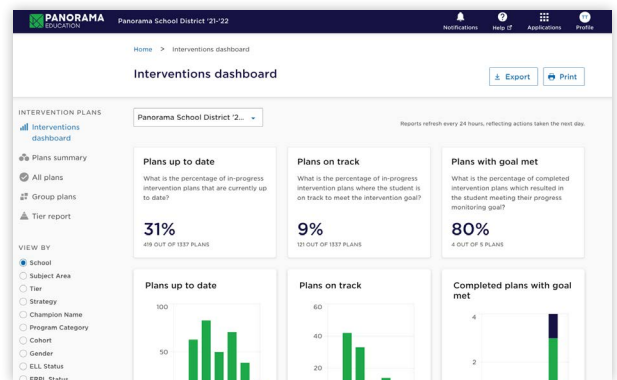 PANORAMA
EDUCATION
Panorama School District '21-'22
Notifications
Help
Applications
TT
Profile
Home > Interventions dashboard
Interventions dashboard
Export
Print
INTERVENTION PLANS
Interventions
dashboard
Plans summary
All plans
Group plans
Tier report
VIEW BY
School
Subject Area
Tier
Strategy
Champion Name
Program Category
Cohort
Gender
ELL Status
FRPL Status
Panorama School District '2...
Reports refresh every 24 hours, reflecting actions taken the next day.
Plans up to date
What is the percentage of in-progress
intervention plans that are currently up
to date?
31%
419 OUT OF 1337 PLANS
Plans on track
What is the percentage of in-progress
intervention plans where the student is
on track to meet the intervention goal?
9%
121 OUT OF 1337 PLANS
Plans with goal met
What is the percentage of completed
intervention plans which resulted in
the student meeting their progress
monitoring goal?
80%
4 OUT OF 5 PLANS
Plans up to date
100
50
Plans on track
60
40
20
Completed plans with goal
met
4
2